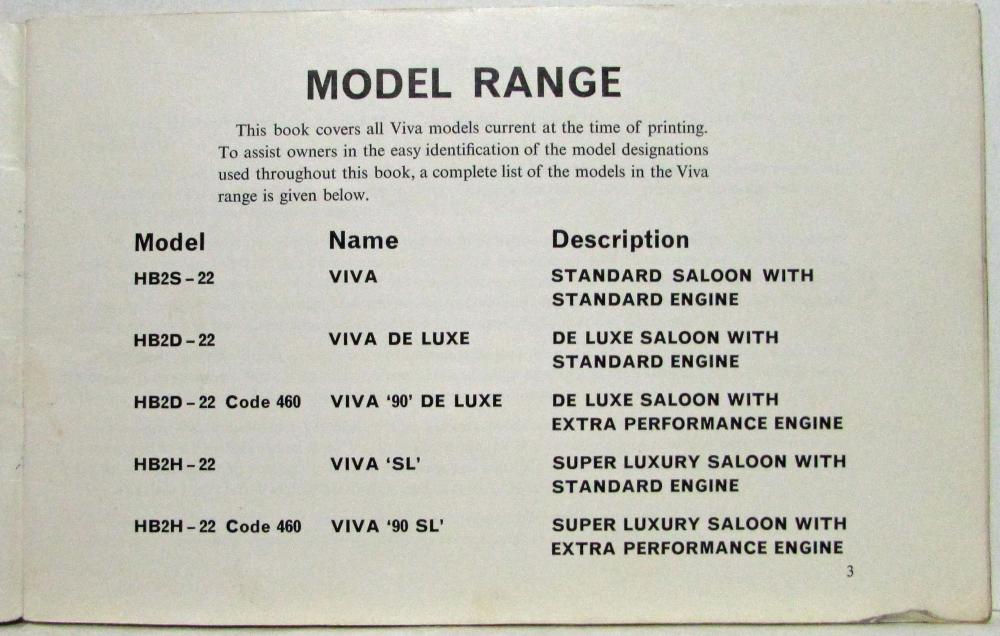 MODEL RANGE
This book covers all Viva models current at the time of printing.
To assist owners in the easy identification of the model designations
used throughout this book, a complete list of the models in the Viva
range is given below.
Model Name Description
HB2S – 22 VIVA STANDARD SALOON WITH
STANDARD ENGINE
HB2D – 22 VIVA DE LUXE DE LUXE SALOON WITH
STANDARD ENGINE
HB2D – 22 Code 460 VIVA ‘90’ DE LUXE DE LUXE SALOON WITH
EXTRA PERFORMANCE ENGINE
HB2H – 22 VIVA ‘SL’ SUPER LUXURY SALOON WITH
STANDARD ENGINE
HB2H – 22 Code 460 VIVA ‘90 SL’ SUPER LUXURY SALOON WITH
EXTRA PERFORMANCE ENGINE
3